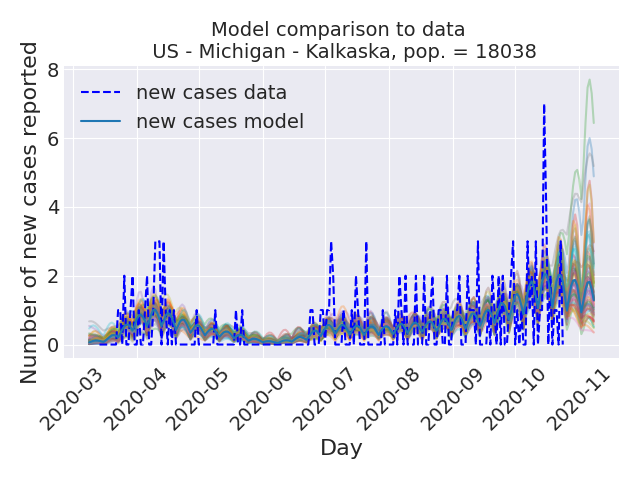 Model comparison to data
US - Michigan - Kalkaska, pop. = 18038
Number of new cases reported
8
6
4
2
0
new cases data
new cases model
2020-03
2020-04
2020-05
2020-06
2020-07
2020-08
2020-09
2020-10
2020-11
Day